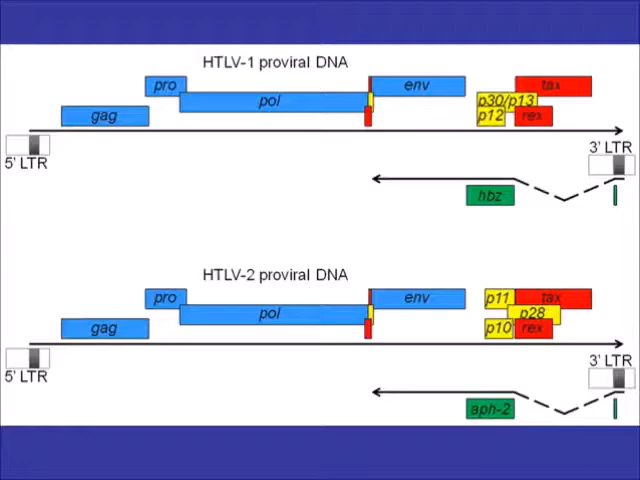 HTLV-1 proviral DNA
pro
env
tax
pol
p30/p13
gag
p12
rex
5' LTR
3' LTR
hbz
HTLV-2 proviral DNA
pro
env
p11
tax
pol
p28
gag
p10
rex
5' LTR
3' LTR
aph-2